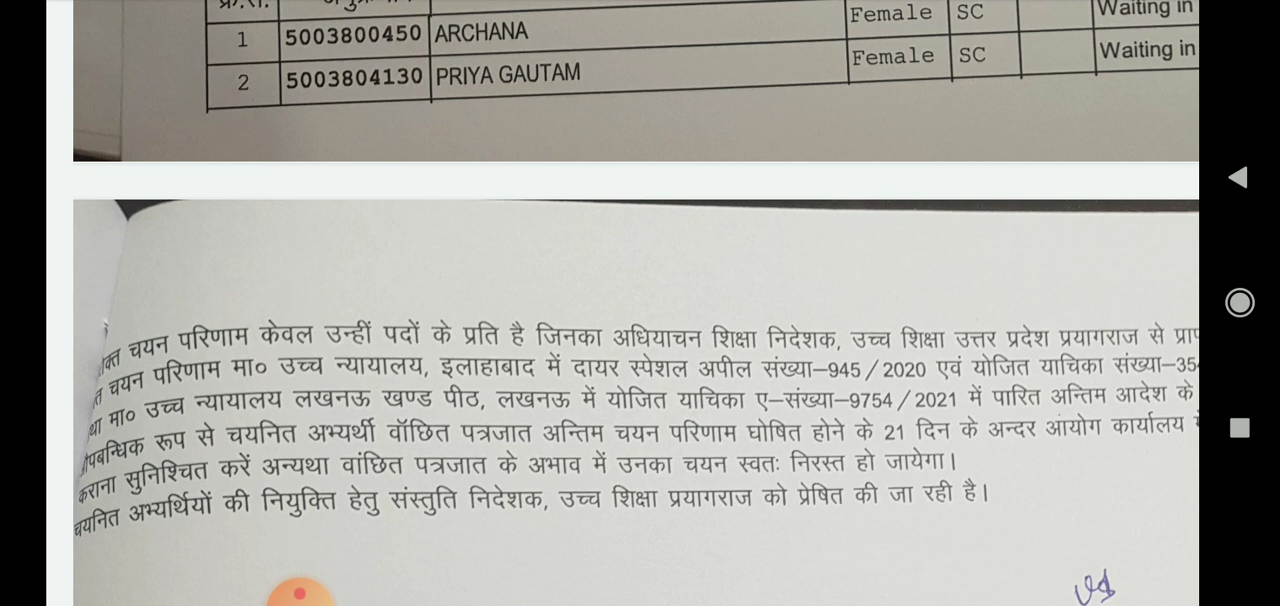 क्र.सं.
Female SC Waiting in
1 5003800450 ARCHANA
Female SC Waiting in
2 5003804130 PRIYA GAUTAM
चयन परिणाम केवल उन्हीं पदों के प्रति है जिनका अधियाचन शिक्षा निदेशक, उच्च शिक्षा उत्तर प्रदेश प्रयागराज से
चयन परिणाम मा० उच्च न्यायालय, इलाहाबाद में दायर स्पेशल अपील संख्या–945/2020 एवं योजित याचिका संख्या–35
मा० उच्च न्यायालय लखनऊ खण्ड पीठ, लखनऊ में योजित याचिका ए–संख्या–9754/2021 में पारित अन्तिम आदेश के
रूप से चयनित अभ्यर्थी वॉछित पत्रजात अन्तिम चयन परिणाम घोषित होने के 21 दिन के अन्दर आयोग कार्यालय
कराना सुनिश्चित करें अन्यथा वांछित पत्रजात के अभाव में उनका चयन स्वतः निरस्त हो जायेगा।
चयनित अभ्यर्थियों की नियुक्ति हेतु संस्तुति निदेशक, उच्च शिक्षा प्रयागराज को प्रेषित की जा रही है।